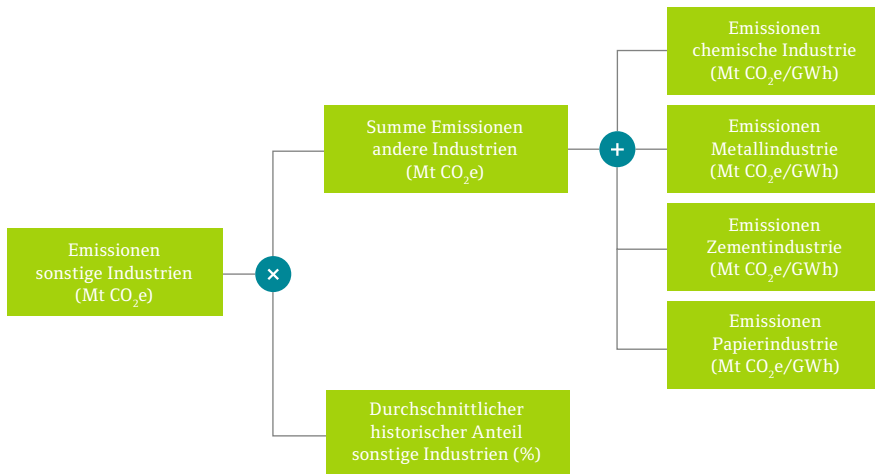 Emissionen
sonstige Industrien
(Mt CO₂e)
×
Summe Emissionen
andere Industrien
(Mt CO₂e)
Durchschnittlicher
historischer Anteil
sonstige Industrien (%)
+
Emissionen
chemische Industrie
(Mt CO₂e/GWh)
Emissionen
Metallindustrie
(Mt CO₂e/GWh)
Emissionen
Zementindustrie
(Mt CO₂e/GWh)
Emissionen
Papierindustrie
(Mt CO₂e/GWh)